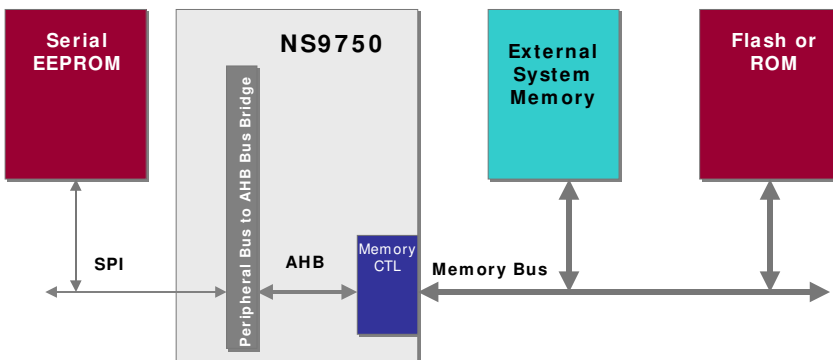 Serial
EEPROM
NS9750
External
System
Memory
Flash or
ROM
Peripheral Bus to AHB Bus Bridge
SPI
AHB
Memory
CTL
Memory Bus